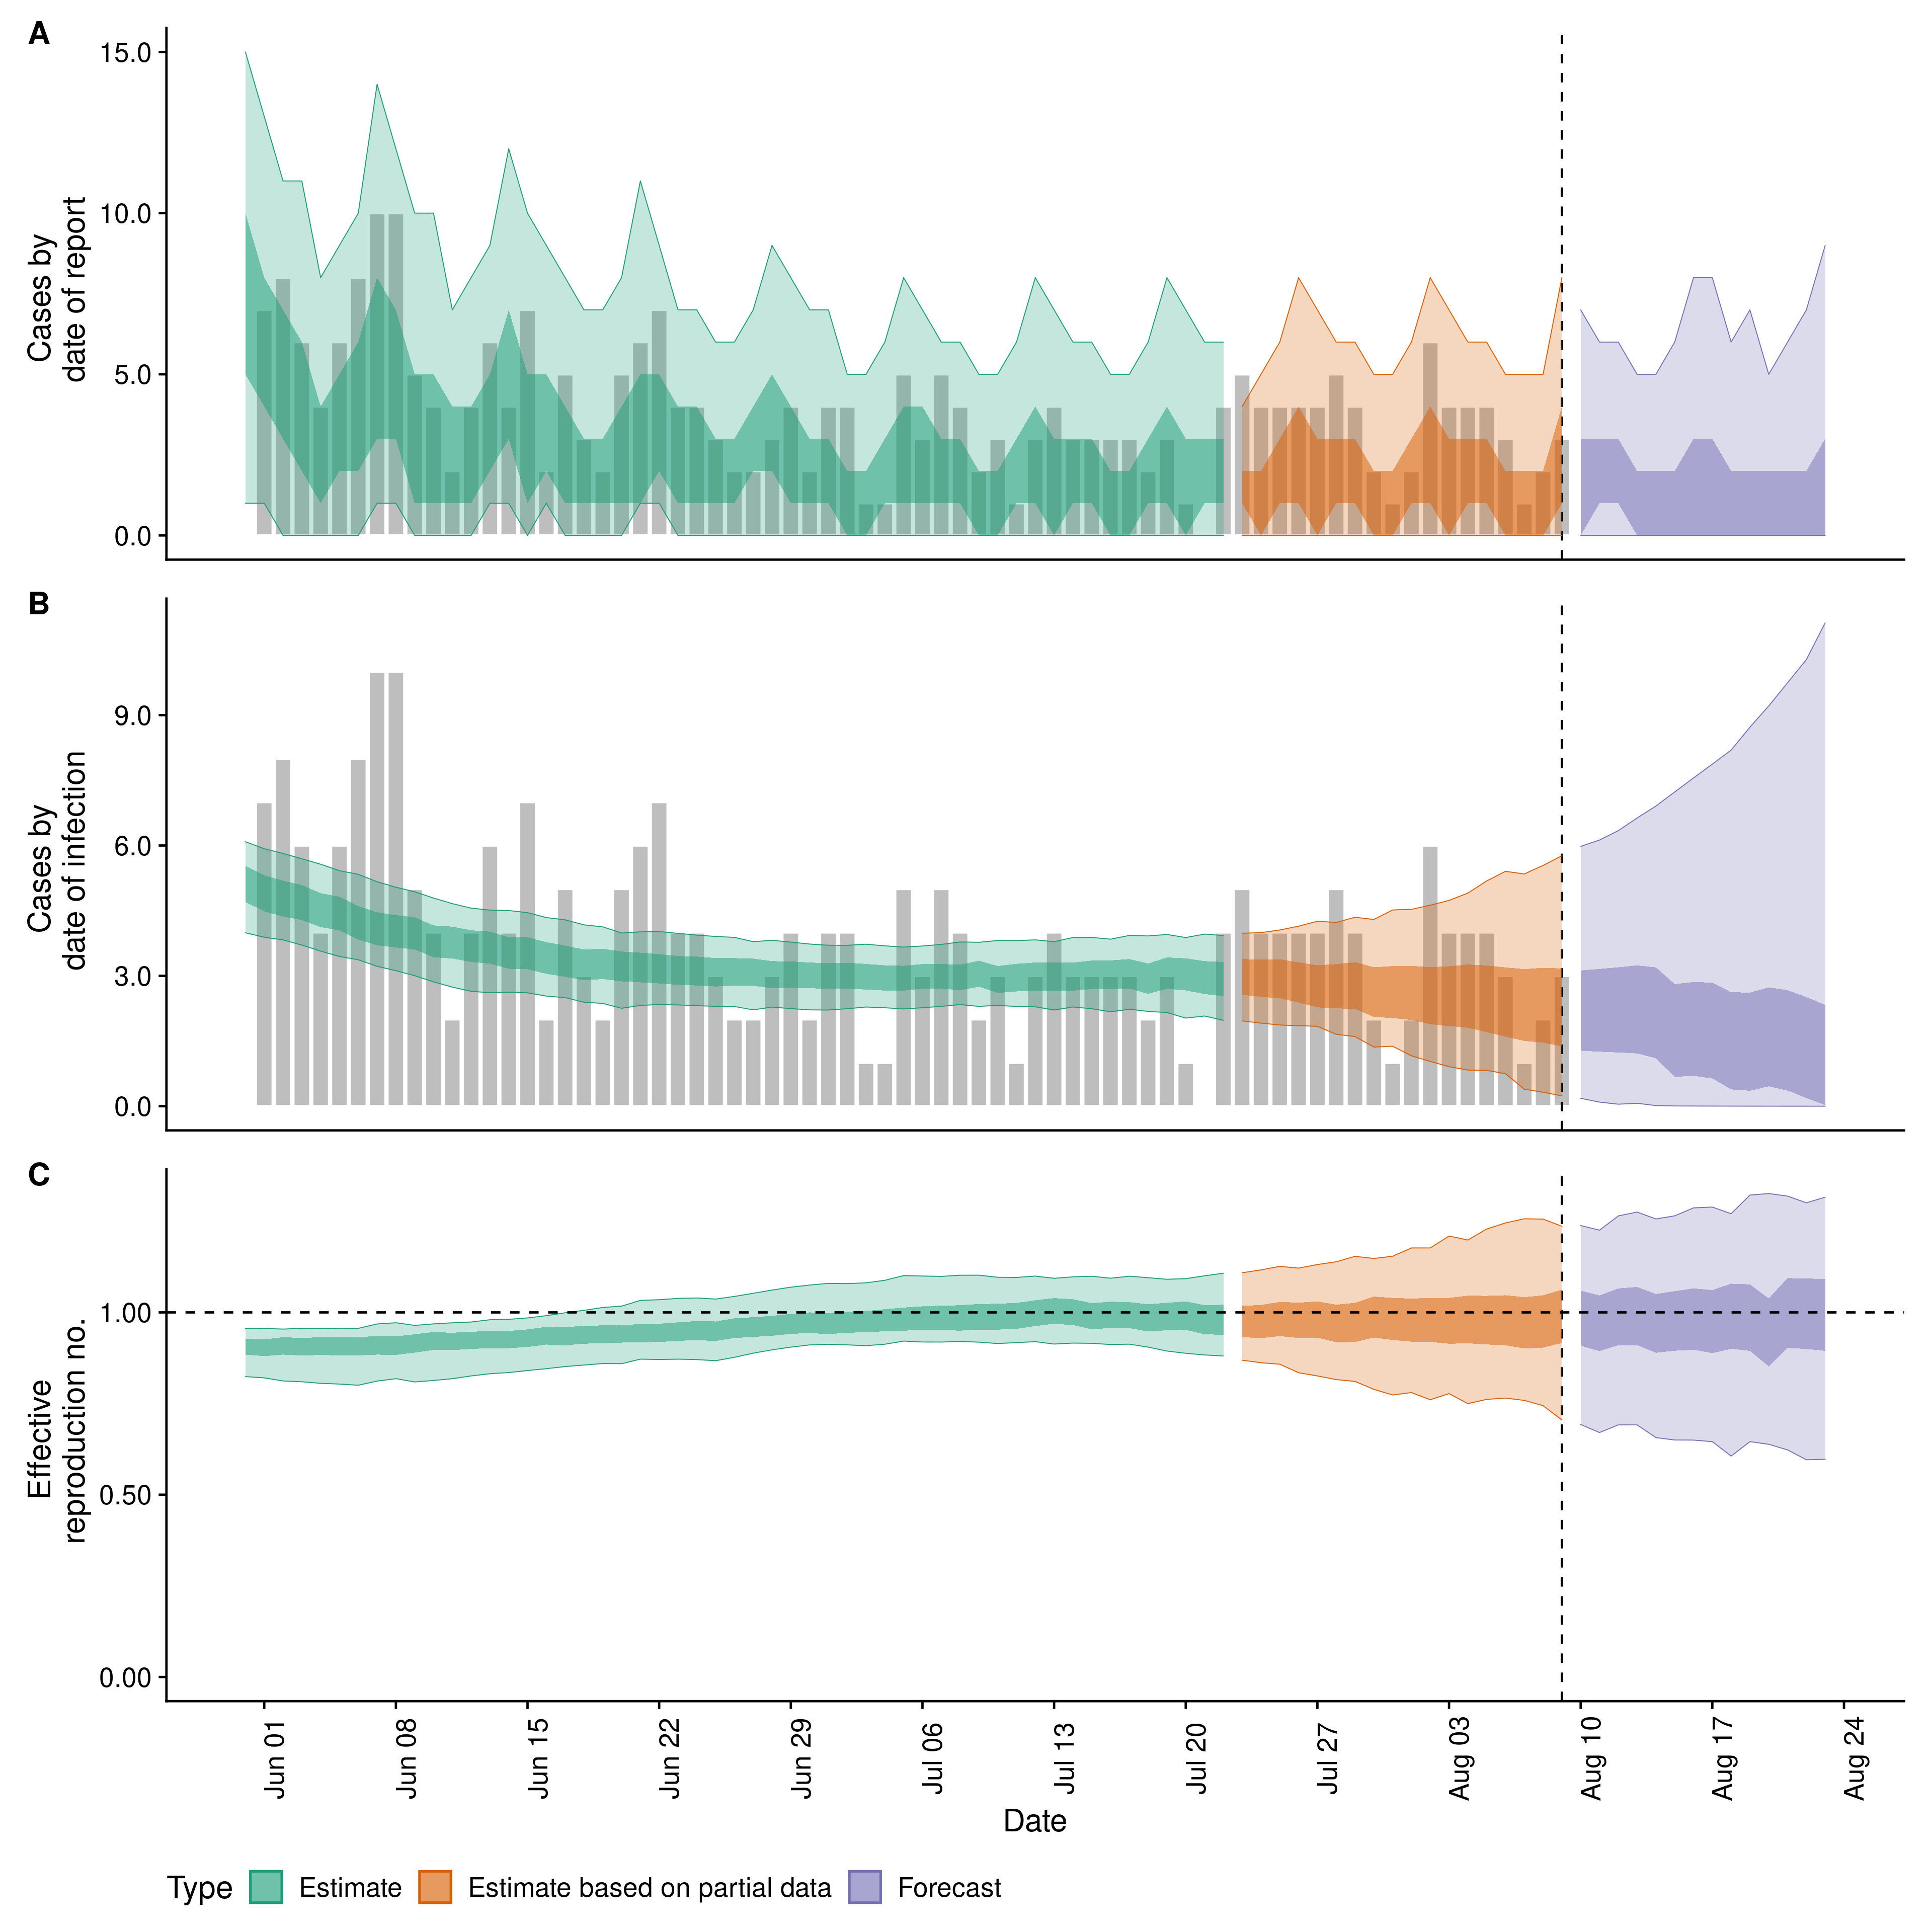 A
15.0
10.0
5.0
0.0
Cases by
date of report
B
9.0
6.0
3.0
0.0
Cases by
date of infection
C
1.00
0.50
0.00
Effective
reproduction no.
Jun 01
Jun 08
Jun 15
Jun 22
Jun 29
Jul 06
Jul 13
Jul 20
Jul 27
Aug 03
Aug 10
Aug 17
Aug 24
Date
Type Estimate Estimate based on partial data Forecast